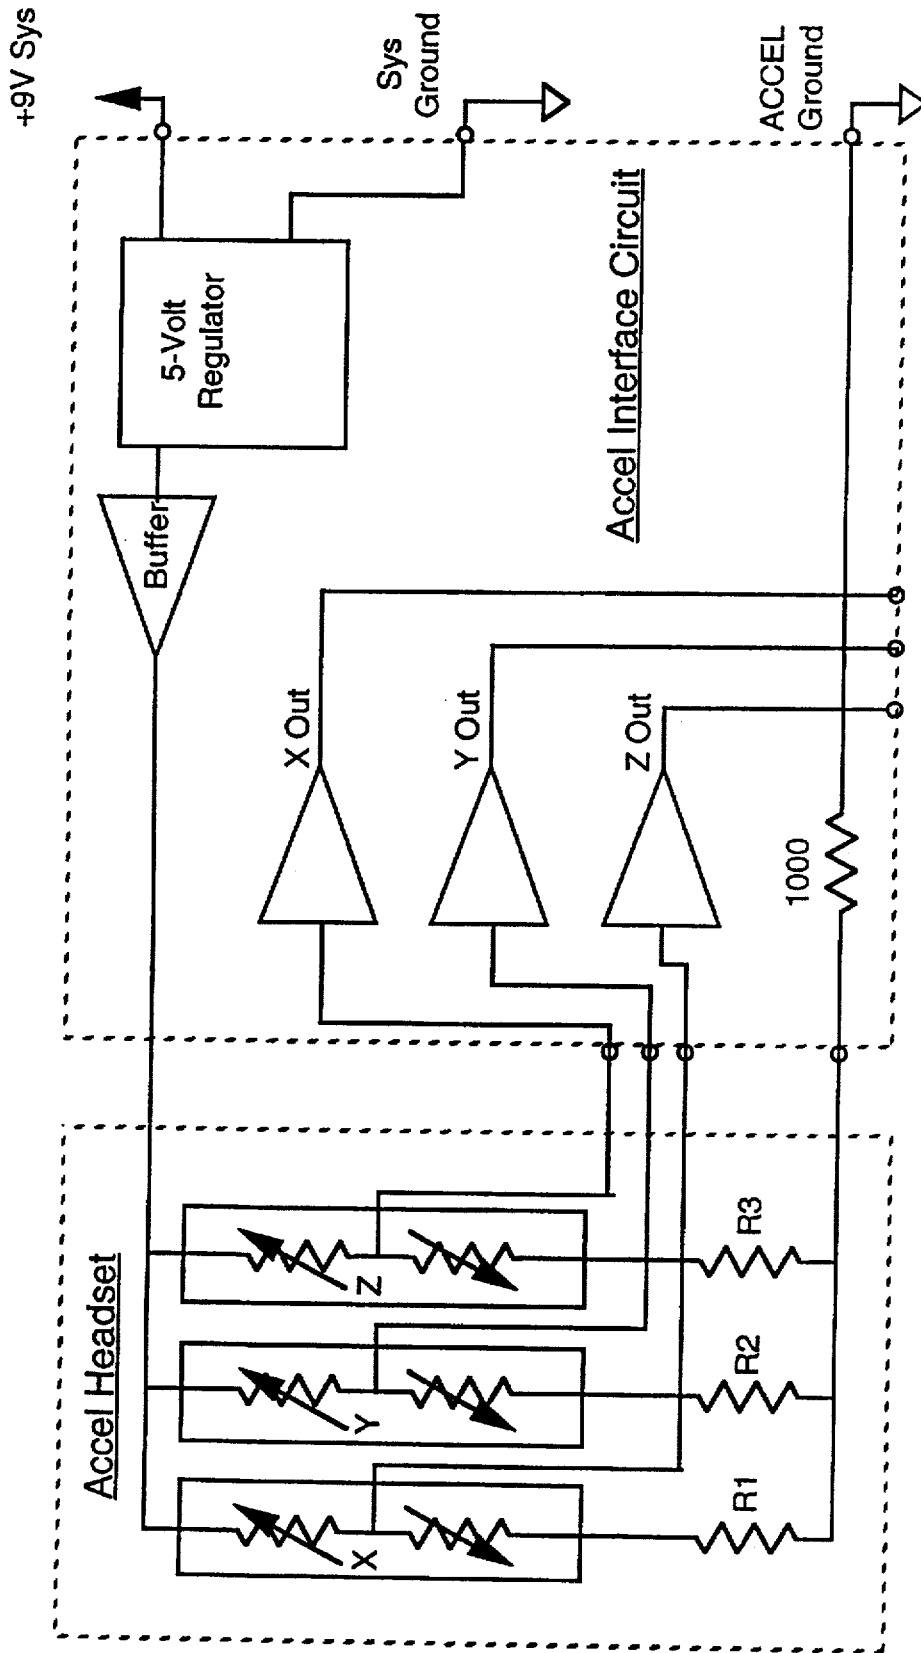 Accel Headset
X
Y
Z
R1
R2
R3
Buffer
5-Volt
Regulator
+9V Sys
Sys
Ground
X Out
Y Out
Z Out
1000
Accel Interface Circuit
ACCEL
Ground